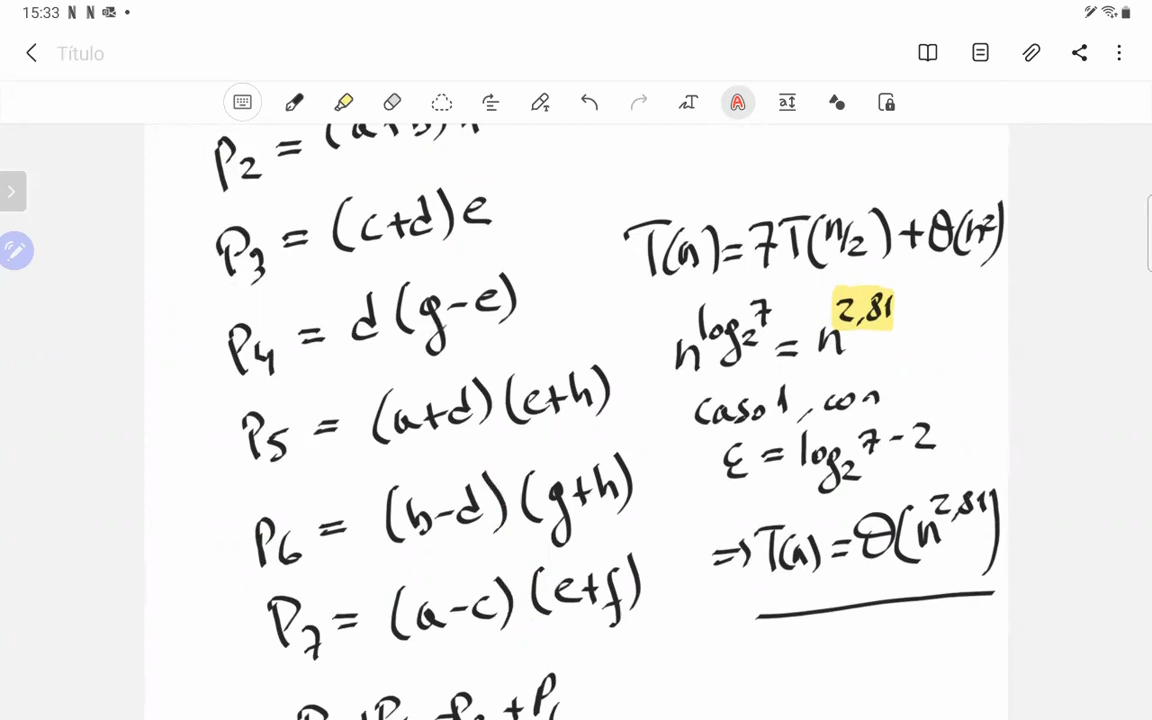 15:33
Título
P2 = (a+b)h
P3 = (c+d)e
P4 = d(g-e)
P5 = (a+d)(e+h)
P6 = (b-d)(g+h)
P7 = (a-c)(e+f)
T(n)=7T(n/2)+Θ(n²)
n^log₂7 = n^2,81
caso 1, con
ε = log₂7-2
=> T(n)=Θ(n^2,81)